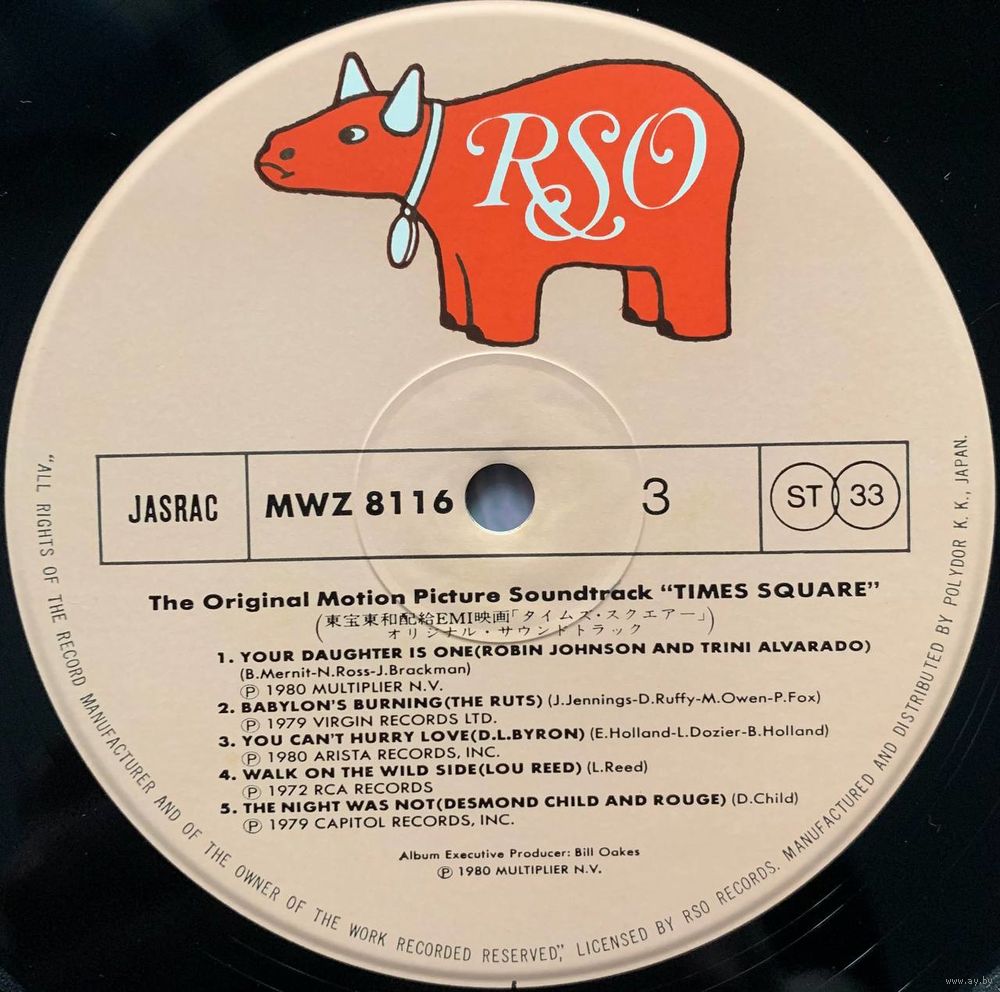 RSO
JASRAC
MWZ 8116
3
ST 33
The Original Motion Picture Soundtrack “TIMES SQUARE”
(東宝東和配給EMI映画「タイムズ・スクエアー」
オリジナル・サウンドトラック)
1. YOUR DAUGHTER IS ONE(ROBIN JOHNSON AND TRINI ALVARADO)
(B.Mernit-N.Ross-J.Brackman)
Ⓟ 1980 MULTIPLIER N.V.
2. BABYLON'S BURNING(THE RUTS) (J.Jennings-D.Ruffy-M.Owen-P.Fox)
Ⓟ 1979 VIRGIN RECORDS LTD.
3. YOU CAN'T HURRY LOVE(D.L.BYRON) (E.Holland-L.Dozier-B.Holland)
Ⓟ 1980 ARISTA RECORDS, INC.
4. WALK ON THE WILD SIDE(LOU REED) (L.Reed)
Ⓟ 1972 RCA RECORDS
5. THE NIGHT WAS NOT(DESMOND CHILD AND ROUGE) (D.Child)
Ⓟ 1979 CAPITOL RECORDS, INC.
Album Executive Producer: Bill Oakes
Ⓟ 1980 MULTIPLIER N.V.
“ALL RIGHTS OF THE RECORD MANUFACTURER AND OF THE OWNER OF THE WORK RECORDED RESERVED”, LICENSED BY RSO RECORDS. MANUFACTURED AND DISTRIBUTED BY POLYDOR K. K., JAPAN.
www.ay.by